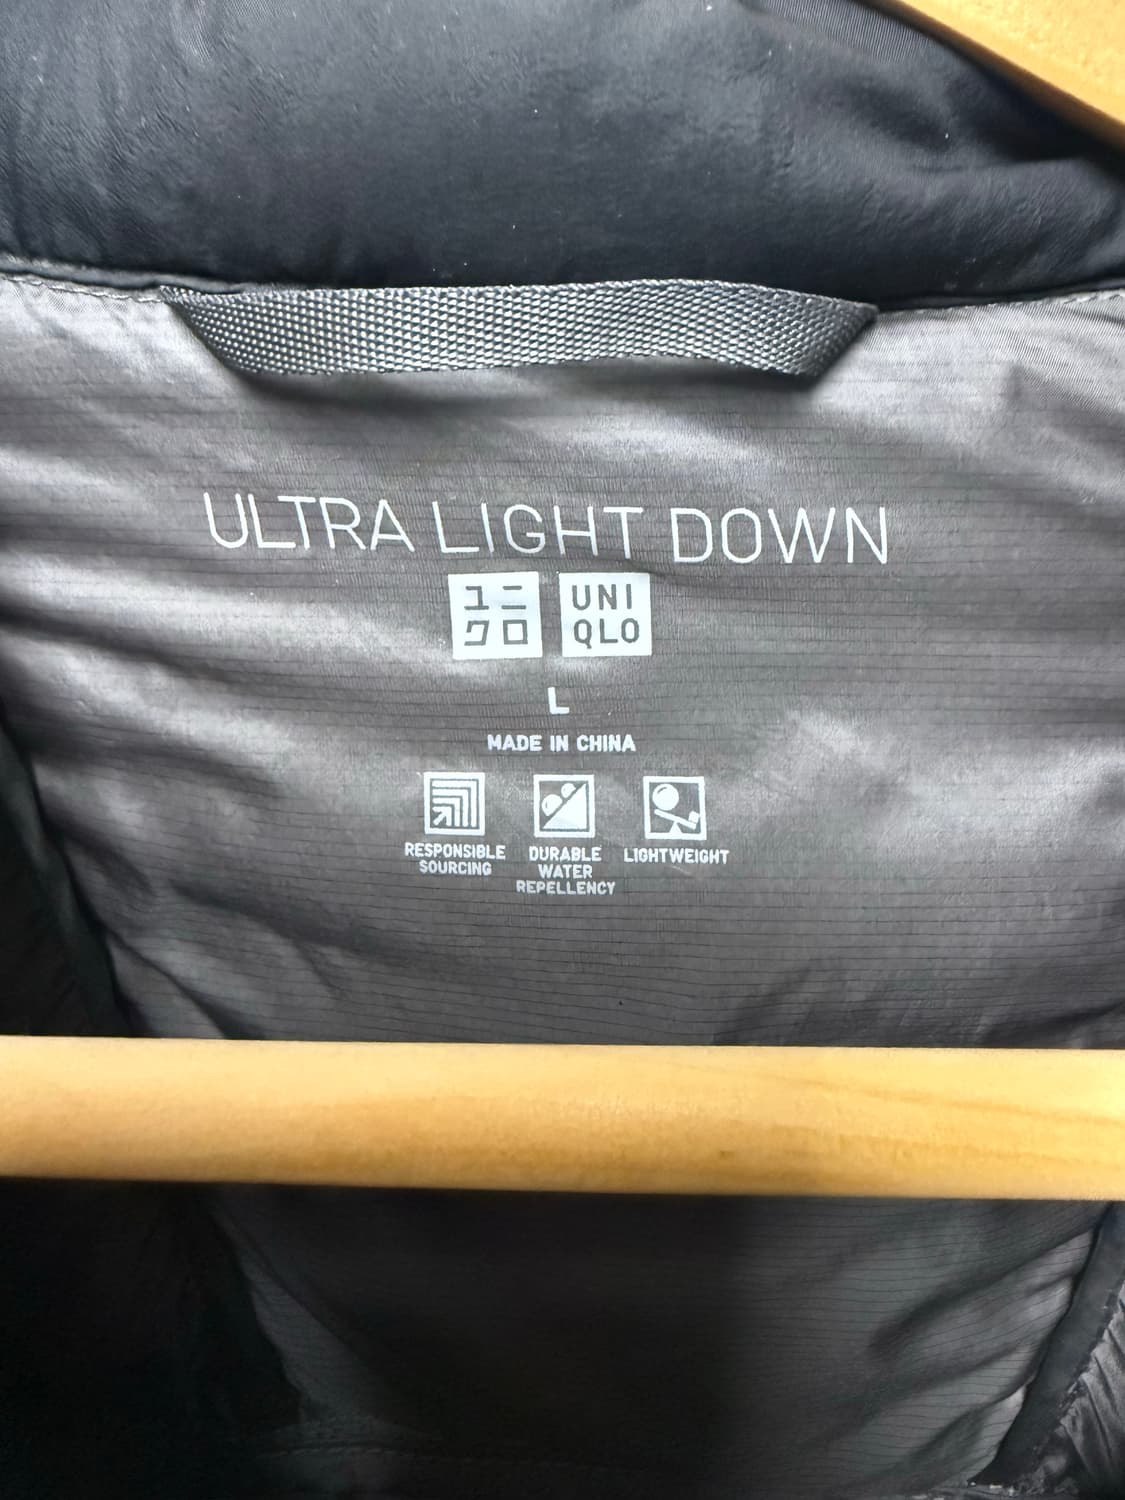 ULTRA LIGHT DOWN
ユニ
クロ
UNI
QLO
L
MADE IN CHINA
RESPONSIBLE
SOURCING
DURABLE
WATER
REPELLENCY
LIGHTWEIGHT